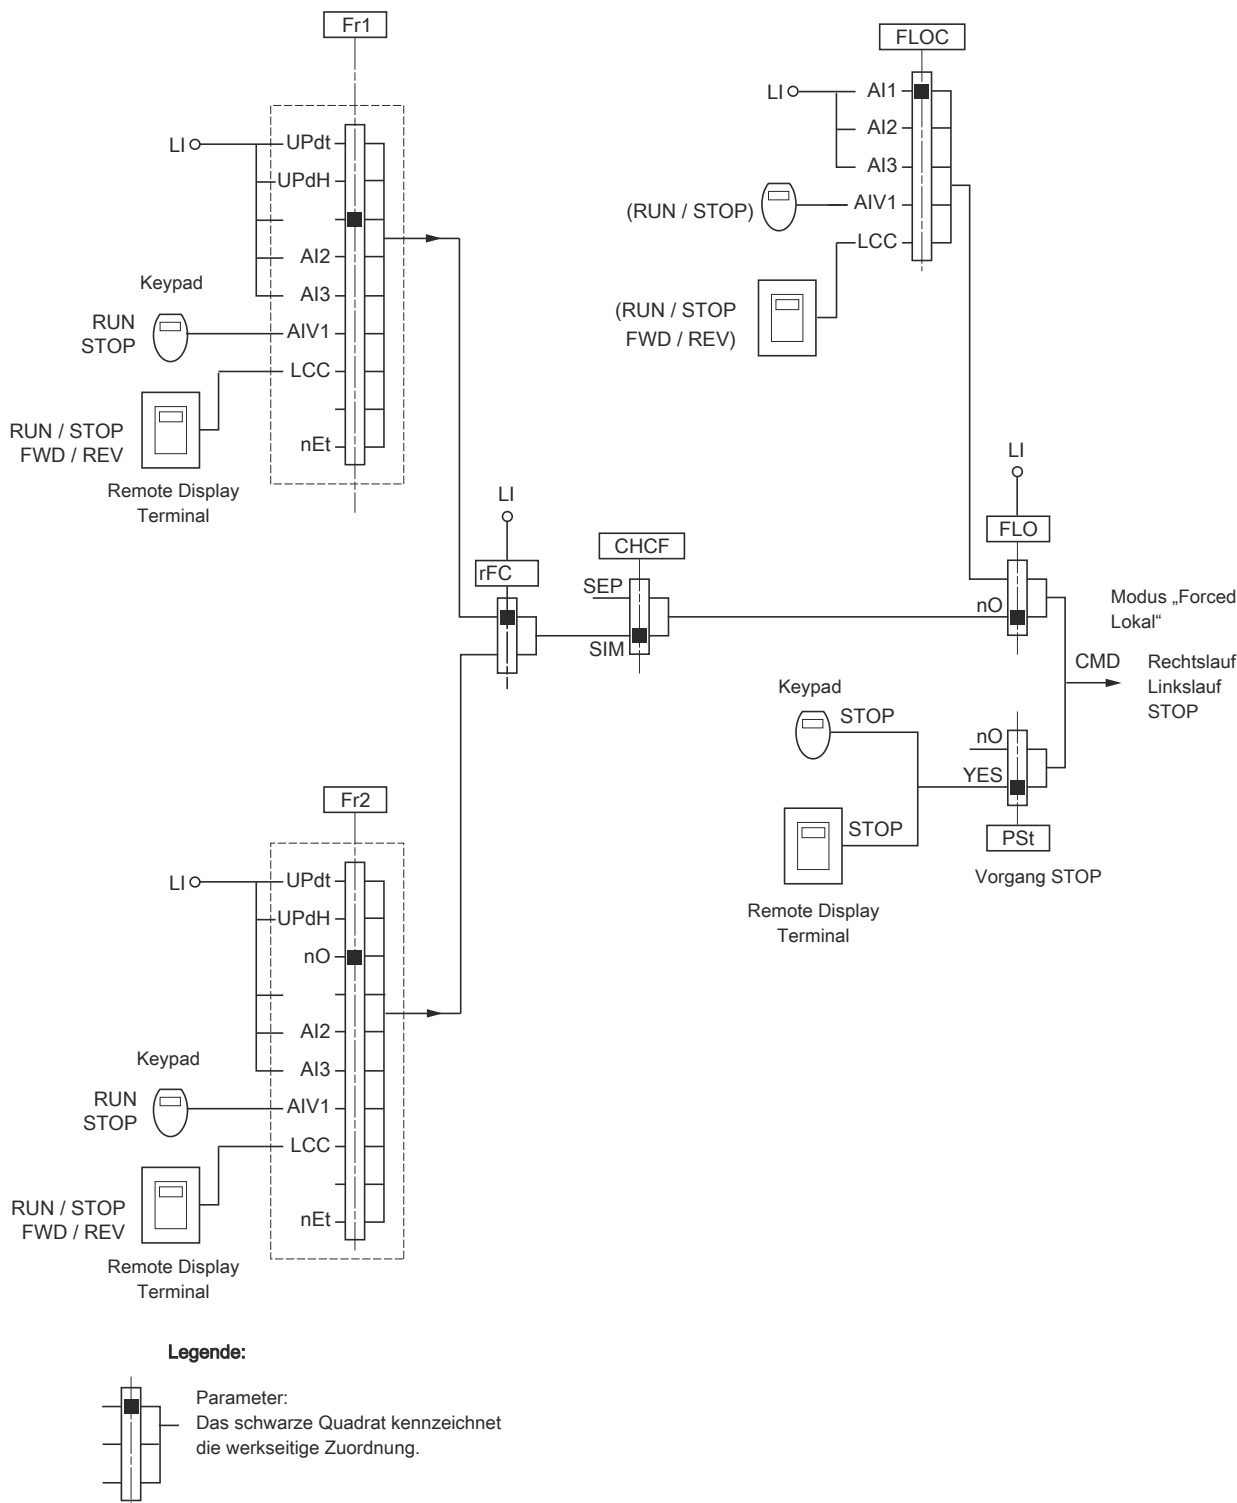 Fr1
LI
UPdt
UPdH
AI2
AI3
Keypad
RUN
STOP
AIV1
LCC
RUN / STOP
FWD / REV
nEt
Remote Display
Terminal
FLOC
LI
AI1
AI2
AI3
(RUN / STOP)
AIV1
LCC
(RUN / STOP
FWD / REV)
LI
rFC
CHCF
SEP
SIM
LI
FLO
nO
Modus „Forced
Lokal“
CMD
Rechtslauf
Linkslauf
STOP
Keypad
STOP
nO
YES
STOP
PSt
Vorgang STOP
Remote Display
Terminal
Fr2
LI
UPdt
UPdH
nO
AI2
AI3
Keypad
RUN
STOP
AIV1
LCC
RUN / STOP
FWD / REV
nEt
Remote Display
Terminal
Legende:
Parameter:
Das schwarze Quadrat kennzeichnet
die werkseitige Zuordnung.